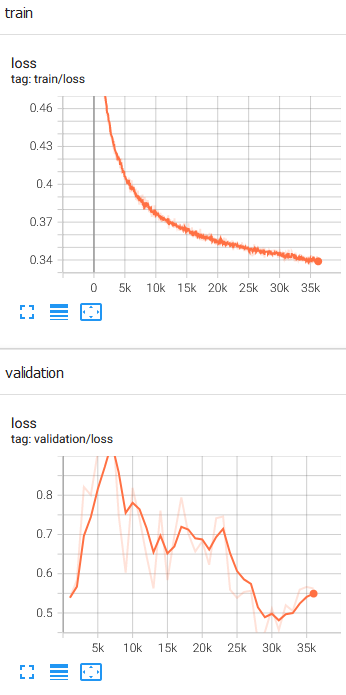 train
loss
tag: train/loss
0.46
0.43
0.4
0.37
0.34
0 5k 10k 15k 20k 25k 30k 35k
validation
loss
tag: validation/loss
0.8
0.7
0.6
0.5
5k 10k 15k 20k 25k 30k 35k